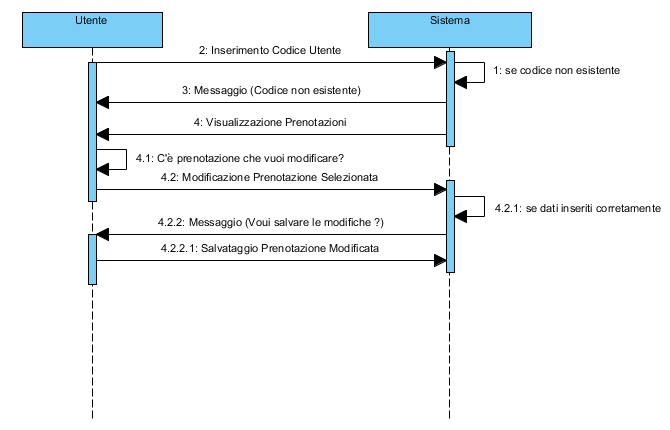 Utente
Sistema
2: Inserimento Codice Utente
1: se codice non esistente
3: Messaggio (Codice non esistente)
4: Visualizzazione Prenotazioni
4.1: C'è prenotazione che vuoi modificare?
4.2: Modificazione Prenotazione Selezionata
4.2.1: se dati inseriti corretamente
4.2.2: Messaggio (Voui salvare le modifiche ?)
4.2.2.1: Salvataggio Prenotazione Modificata